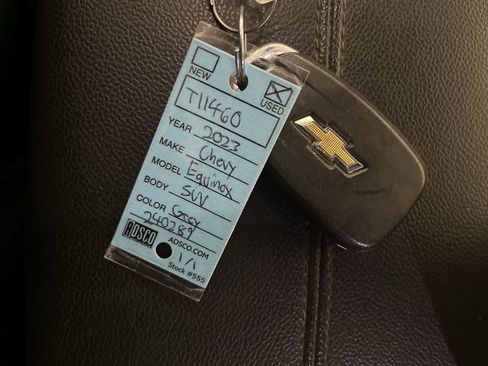 NEW
USED
T11460
YEAR 2023
MAKE Chevy
MODEL Equinox
BODY SUV
COLOR Gray
240289
ADSCO ADSCO.COM
1/1
Stock #555